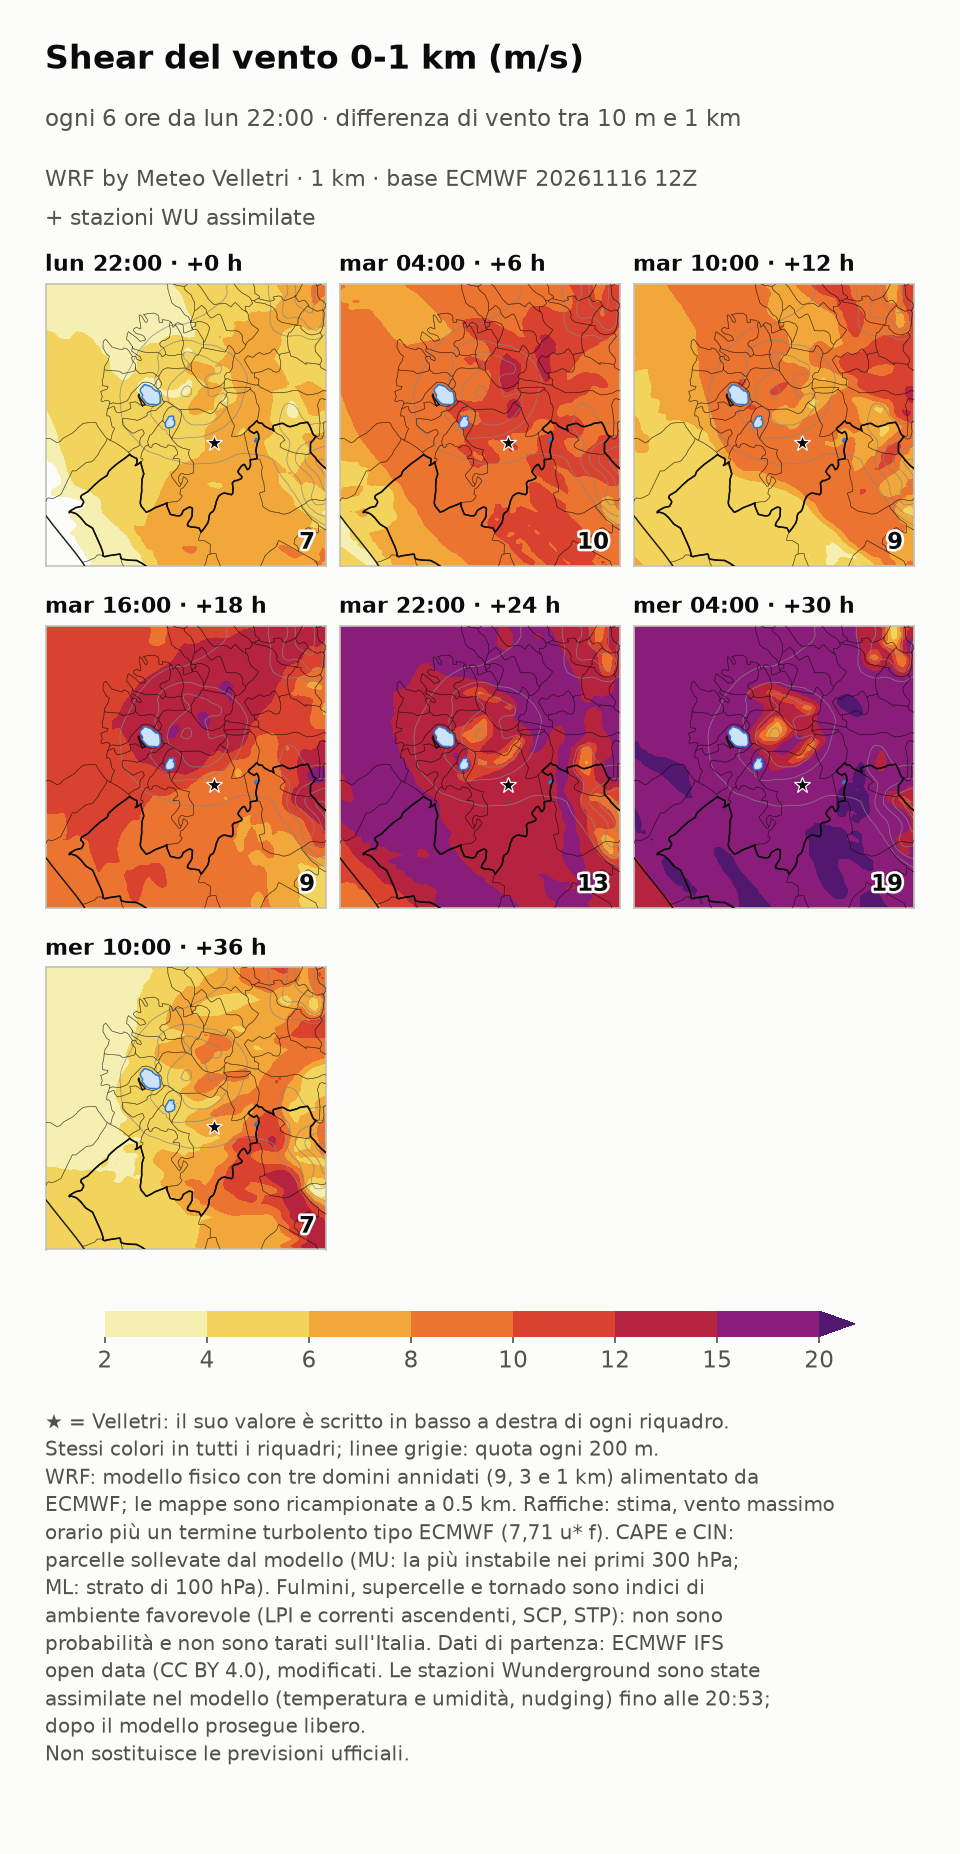 Shear del vento 0-1 km (m/s)
ogni 6 ore da lun 22:00 · differenza di vento tra 10 m e 1 km
WRF by Meteo Velletri · 1 km · base ECMWF 20261116 12Z
+ stazioni WU assimilate
lun 22:00 · +0 h
mar 04:00 · +6 h
mar 10:00 · +12 h
7
10
9
mar 16:00 · +18 h
mar 22:00 · +24 h
mer 04:00 · +30 h
9
13
19
mer 10:00 · +36 h
7
2 4 6 8 10 12 15 20
★ = Velletri: il suo valore è scritto in basso a destra di ogni riquadro.
Stessi colori in tutti i riquadri; linee grigie: quota ogni 200 m.
WRF: modello fisico con tre domini annidati (9, 3 e 1 km) alimentato da
ECMWF; le mappe sono ricampionate a 0.5 km. Raffiche: stima, vento massimo
orario più un termine turbolento tipo ECMWF (7,71 u* f). CAPE e CIN:
parcelle sollevate dal modello (MU: la più instabile nei primi 300 hPa;
ML: strato di 100 hPa). Fulmini, supercelle e tornado sono indici di
ambiente favorevole (LPI e correnti ascendenti, SCP, STP): non sono
probabilità e non sono tarati sull'Italia. Dati di partenza: ECMWF IFS
open data (CC BY 4.0), modificati. Le stazioni Wunderground sono state
assimilate nel modello (temperatura e umidità, nudging) fino alle 20:53;
dopo il modello prosegue libero.
Non sostituisce le previsioni ufficiali.